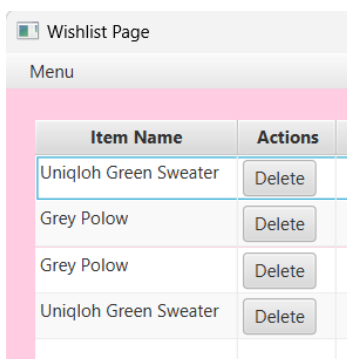 Wishlist Page
Menu
Item Name Actions
Uniqloh Green Sweater Delete
Grey Polow Delete
Grey Polow Delete
Uniqloh Green Sweater Delete